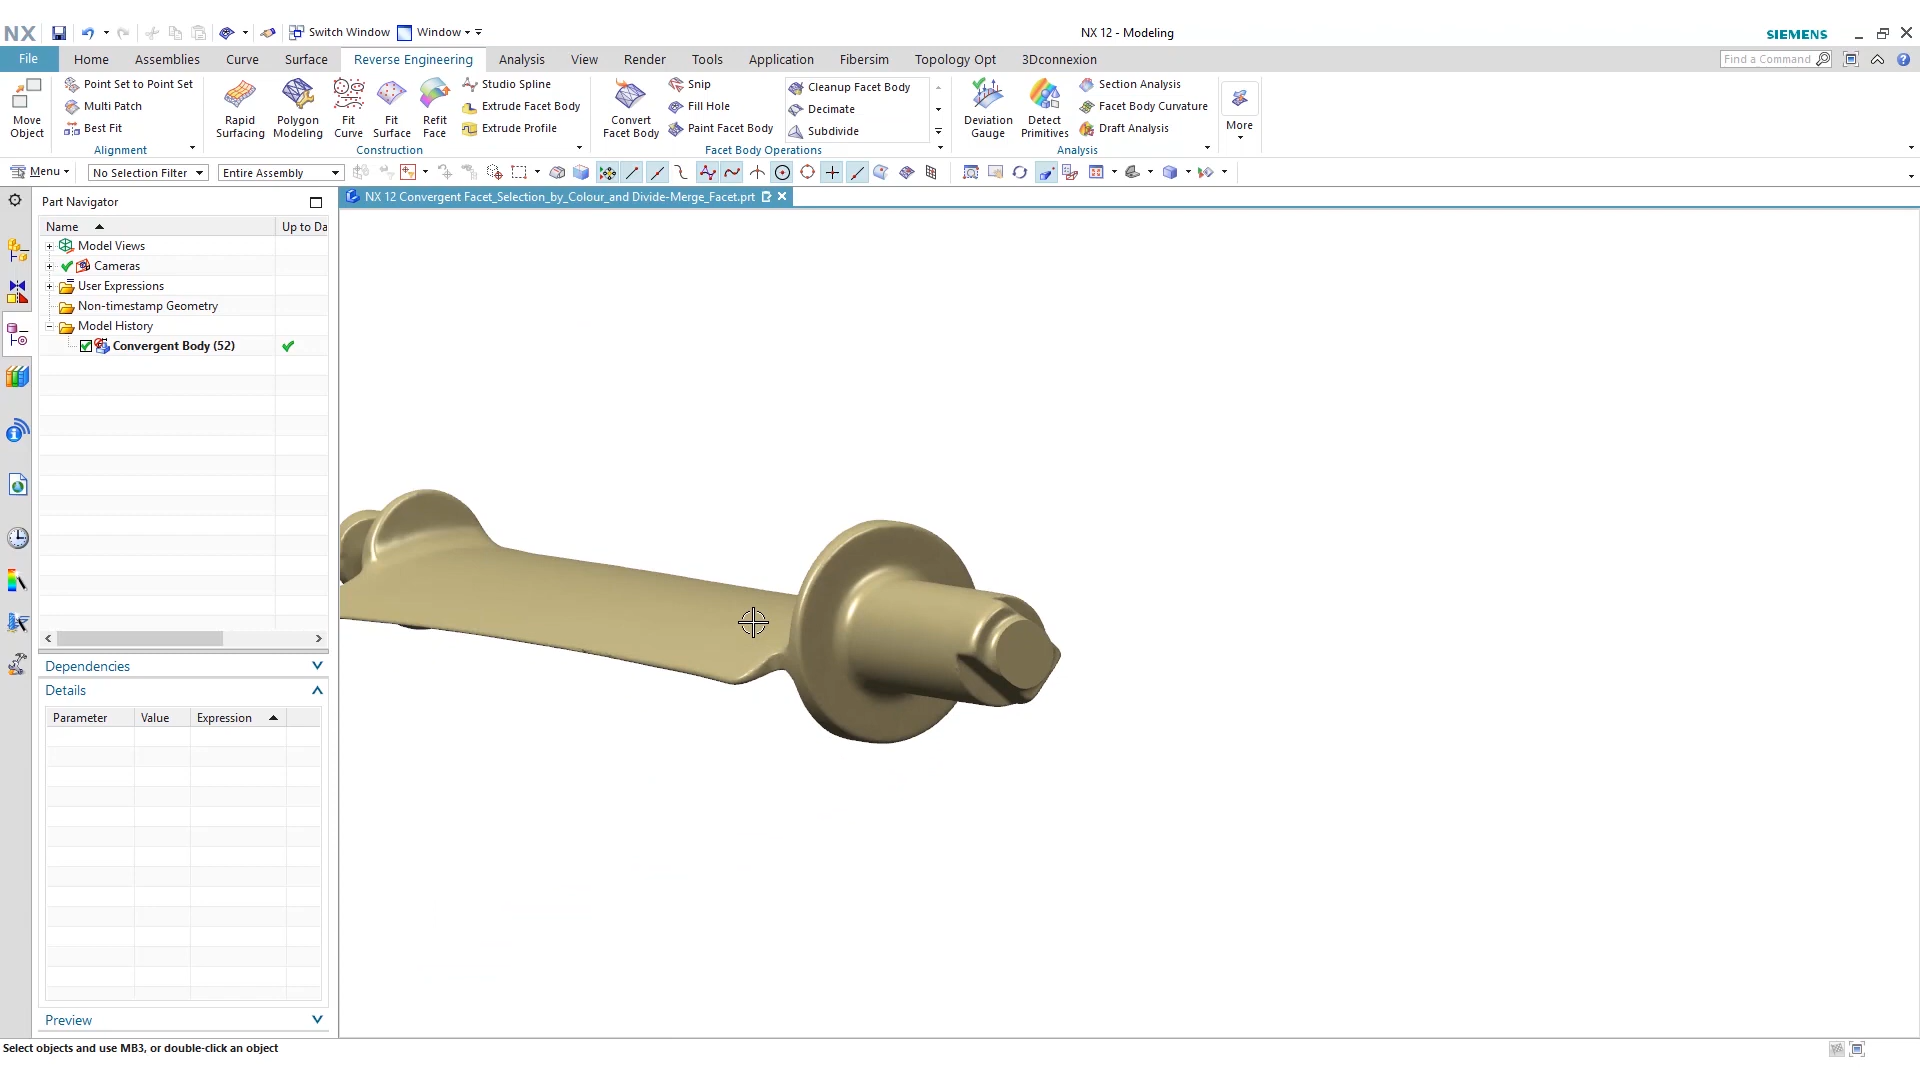 NX
Switch Window
Window
NX 12 - Modeling
SIEMENS
File
Home
Assemblies
Curve
Surface
Reverse Engineering
Analysis
View
Render
Tools
Application
Fibersim
Topology Opt
3Dconnexion
Find a Command
Move Object
Point Set to Point Set
Multi Patch
Best Fit
Alignment
Rapid Surfacing
Polygon Modeling
Fit Curve
Fit Surface
Refit Face
Studio Spline
Extrude Facet Body
Extrude Profile
Construction
Convert Facet Body
Snip
Fill Hole
Paint Facet Body
Cleanup Facet Body
Decimate
Subdivide
Facet Body Operations
Deviation Gauge
Detect Primitives
Section Analysis
Facet Body Curvature
Draft Analysis
Analysis
More
Menu
No Selection Filter
Entire Assembly
Part Navigator
NX 12 Convergent Facet_Selection_by_Colour_and Divide-Merge_Facet.prt
Name
Up to Da
Model Views
Cameras
User Expressions
Non-timestamp Geometry
Model History
Convergent Body (52)
Dependencies
Details
Parameter
Value
Expression
Preview
Select objects and use MB3, or double-click an object